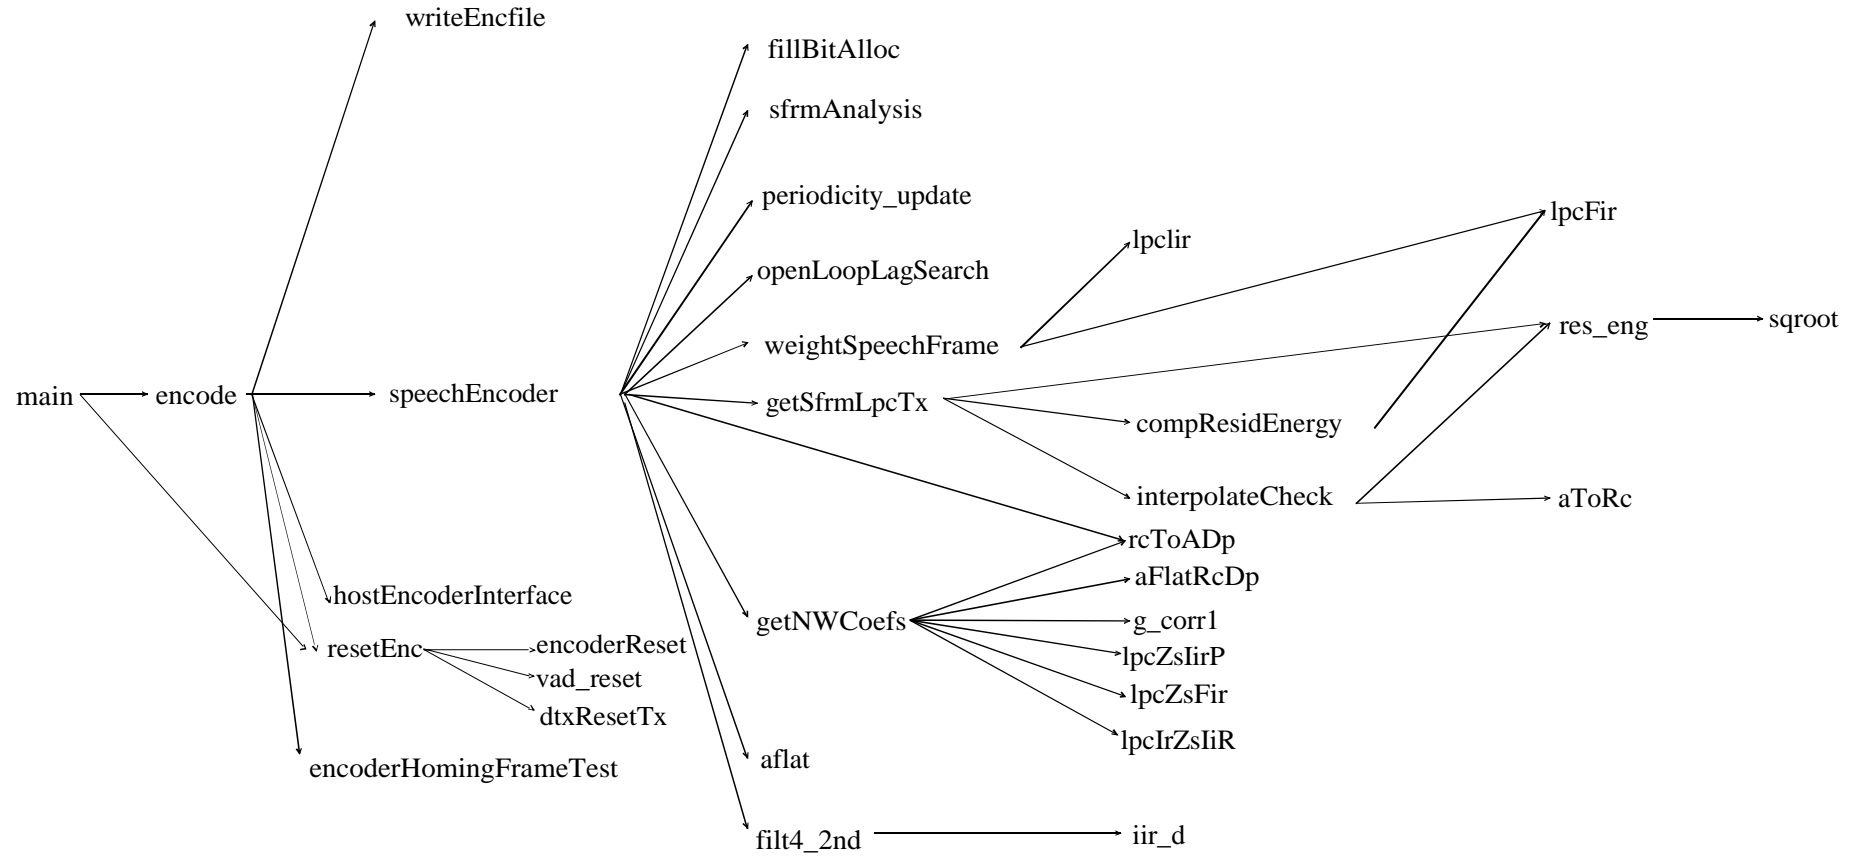 writeEncfile
fillBitAlloc
sfrmAnalysis
periodicity_update
lpcFir
lpclir
openLoopLagSearch
res_eng
sqroot
weightSpeechFrame
main
encode
speechEncoder
getSfrmLpcTx
compResidEnergy
interpolateCheck
aToRc
rcToADp
aFlatRcDp
hostEncoderInterface
getNWCoefs
g_corr1
resetEnc
encoderReset
lpcZsIirP
vad_reset
lpcZsFir
dtxResetTx
lpcIrZsIiR
aflat
encoderHomingFrameTest
filt4_2nd
iir_d